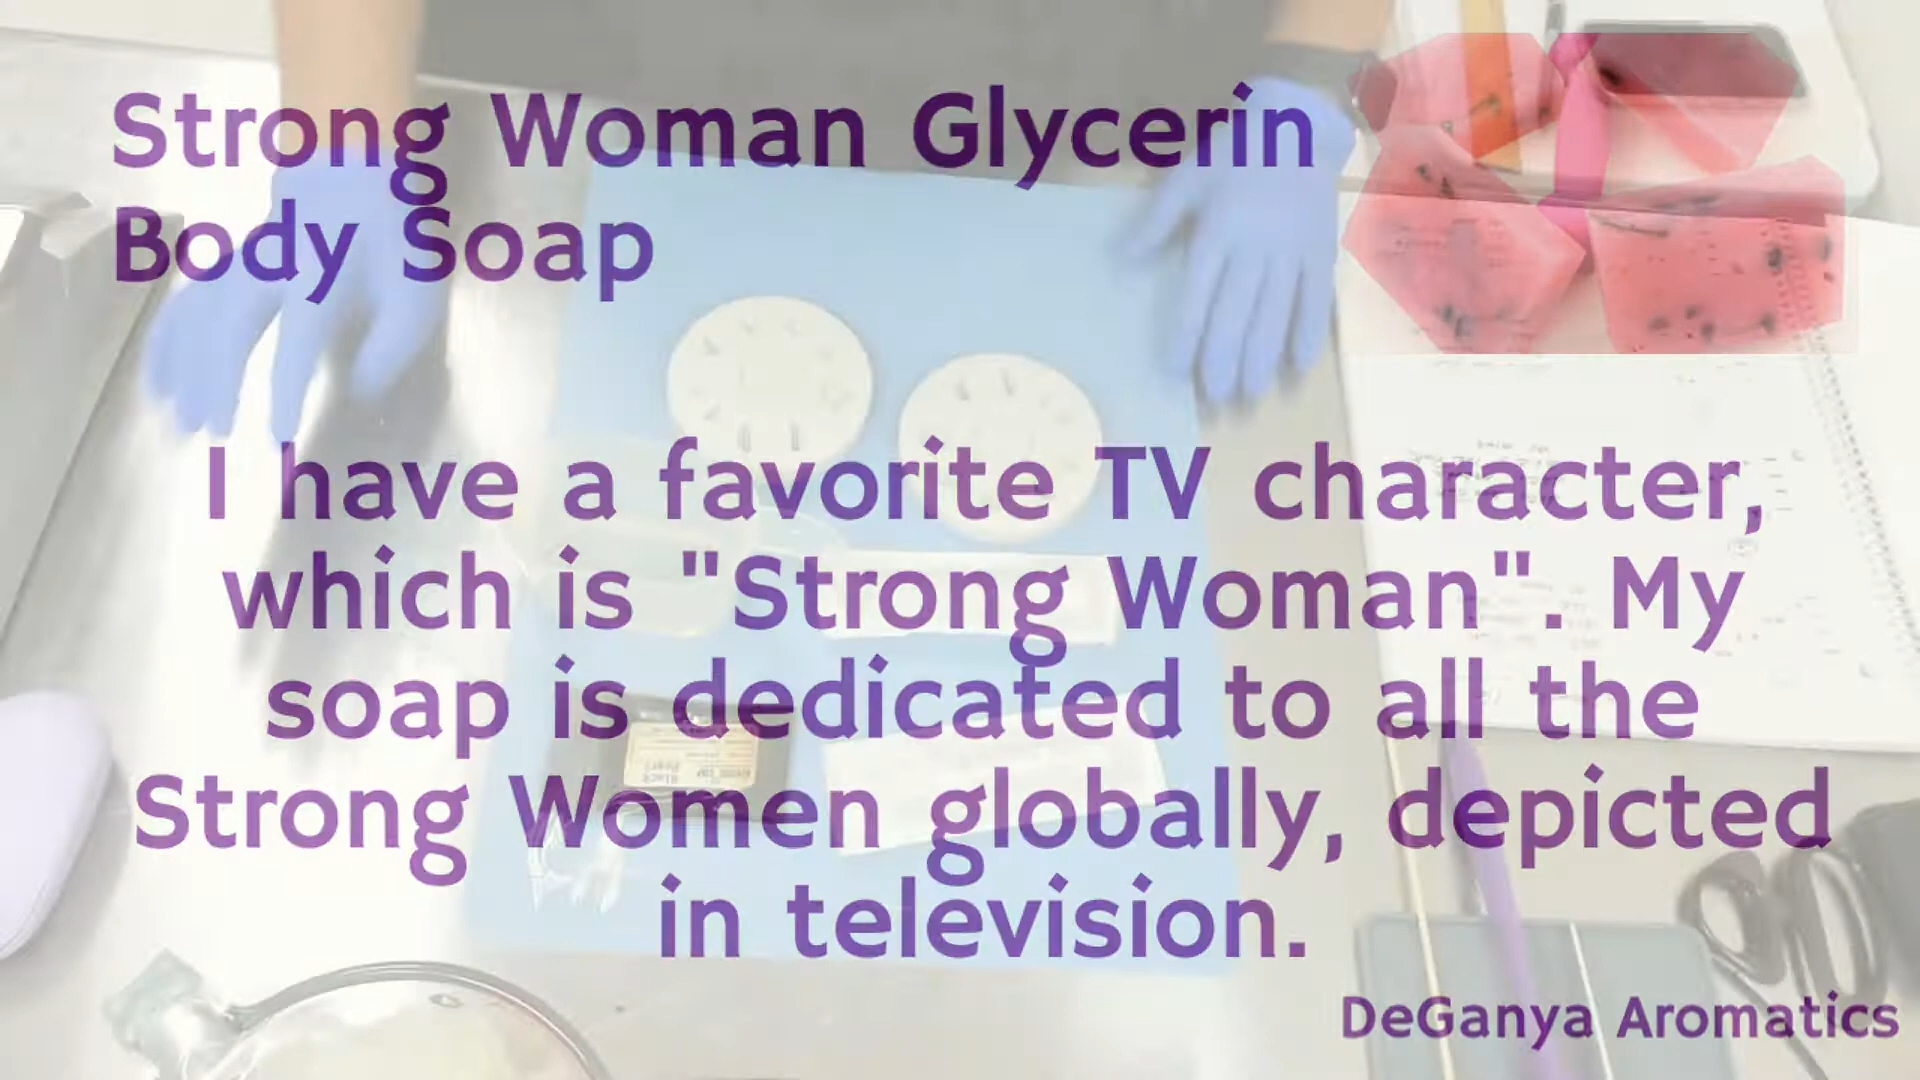 Strong Woman Glycerin
Body Soap
I have a favorite TV character,
which is "Strong Woman". My
soap is dedicated to all the
Strong Women globally, depicted
in television.
DeGanya Aromatics